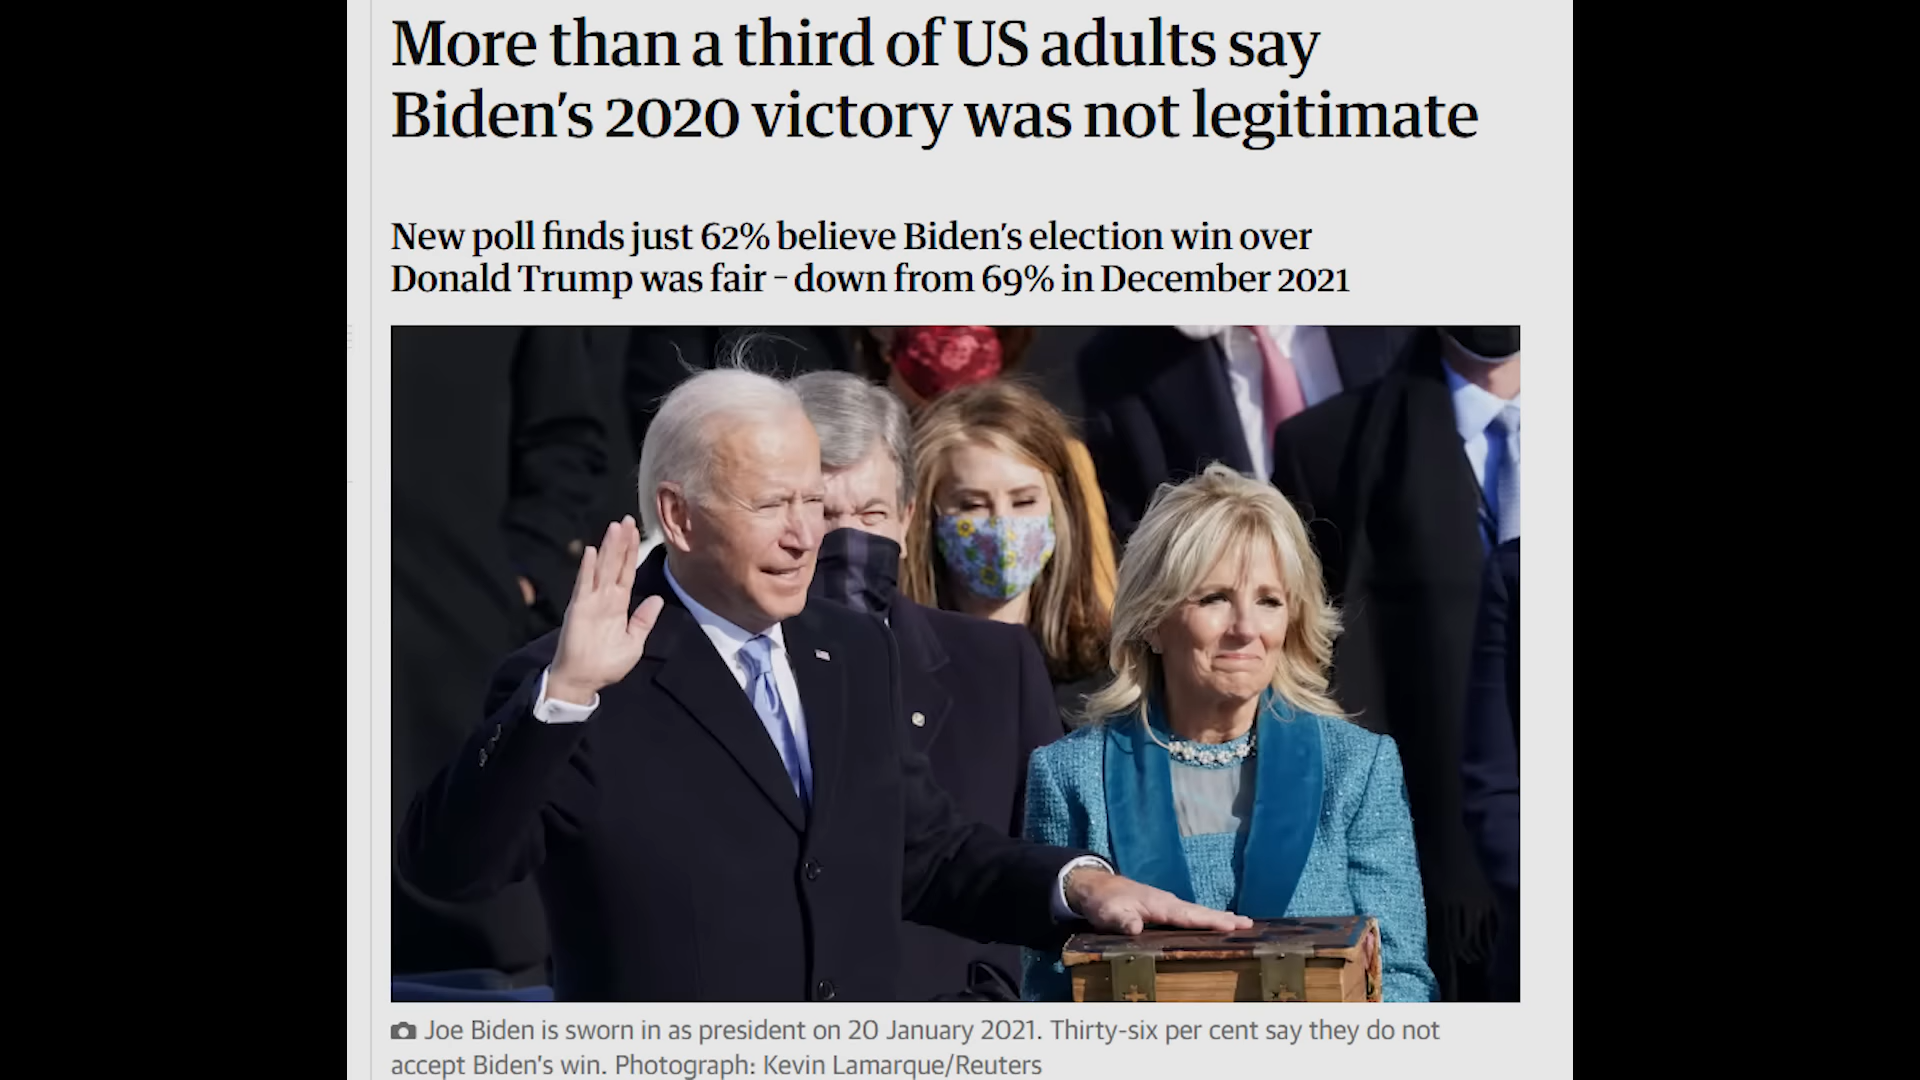 More than a third of US adults say
Biden's 2020 victory was not legitimate
New poll finds just 62% believe Biden's election win over
Donald Trump was fair – down from 69% in December 2021
Joe Biden is sworn in as president on 20 January 2021. Thirty-six per cent say they do not
accept Biden's win. Photograph: Kevin Lamarque/Reuters